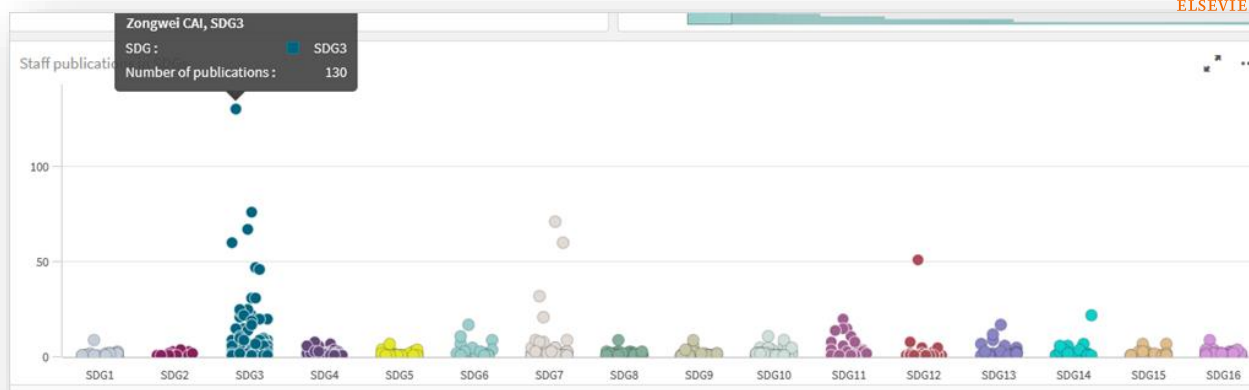 ELSEVIE
Zongwei CAI, SDG3
SDG : SDG3
Number of publications : 130
Staff publicati
100
50
0
SDG1 SDG2 SDG3 SDG4 SDG5 SDG6 SDG7 SDG8 SDG9 SDG10 SDG11 SDG12 SDG13 SDG14 SDG15 SDG16